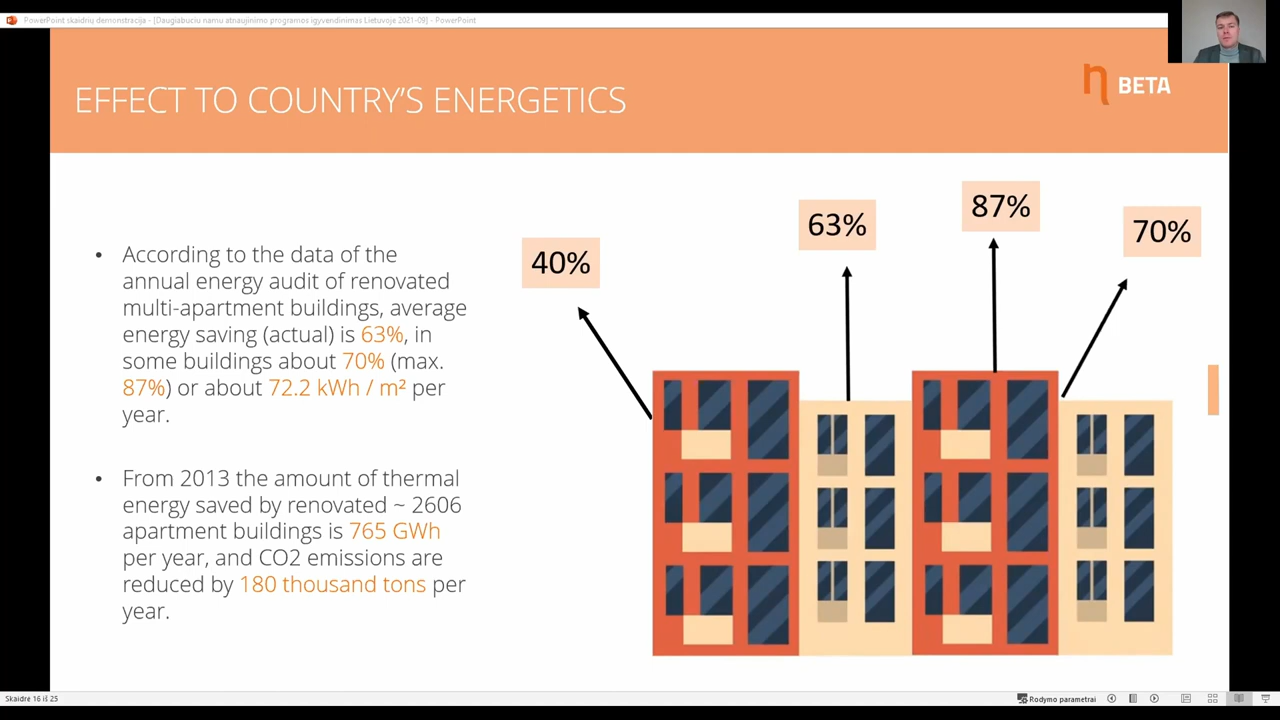 PowerPoint skaidrių demonstracija - [Daugiabuciu namu atnaujinimo programos igyvendinimas Lietuvoje 2021-09] - PowerPoint
EFFECT TO COUNTRY'S ENERGETICS
η BETA
• According to the data of the
annual energy audit of renovated
multi-apartment buildings, average
energy saving (actual) is 63%, in
some buildings about 70% (max.
87%) or about 72.2 kWh / m² per
year.
• From 2013 the amount of thermal
energy saved by renovated ~ 2606
apartment buildings is 765 GWh
per year, and CO2 emissions are
reduced by 180 thousand tons per
year.
40%
63%
87%
70%
Skaidrė 16 iš 25
Rodymo parametrai